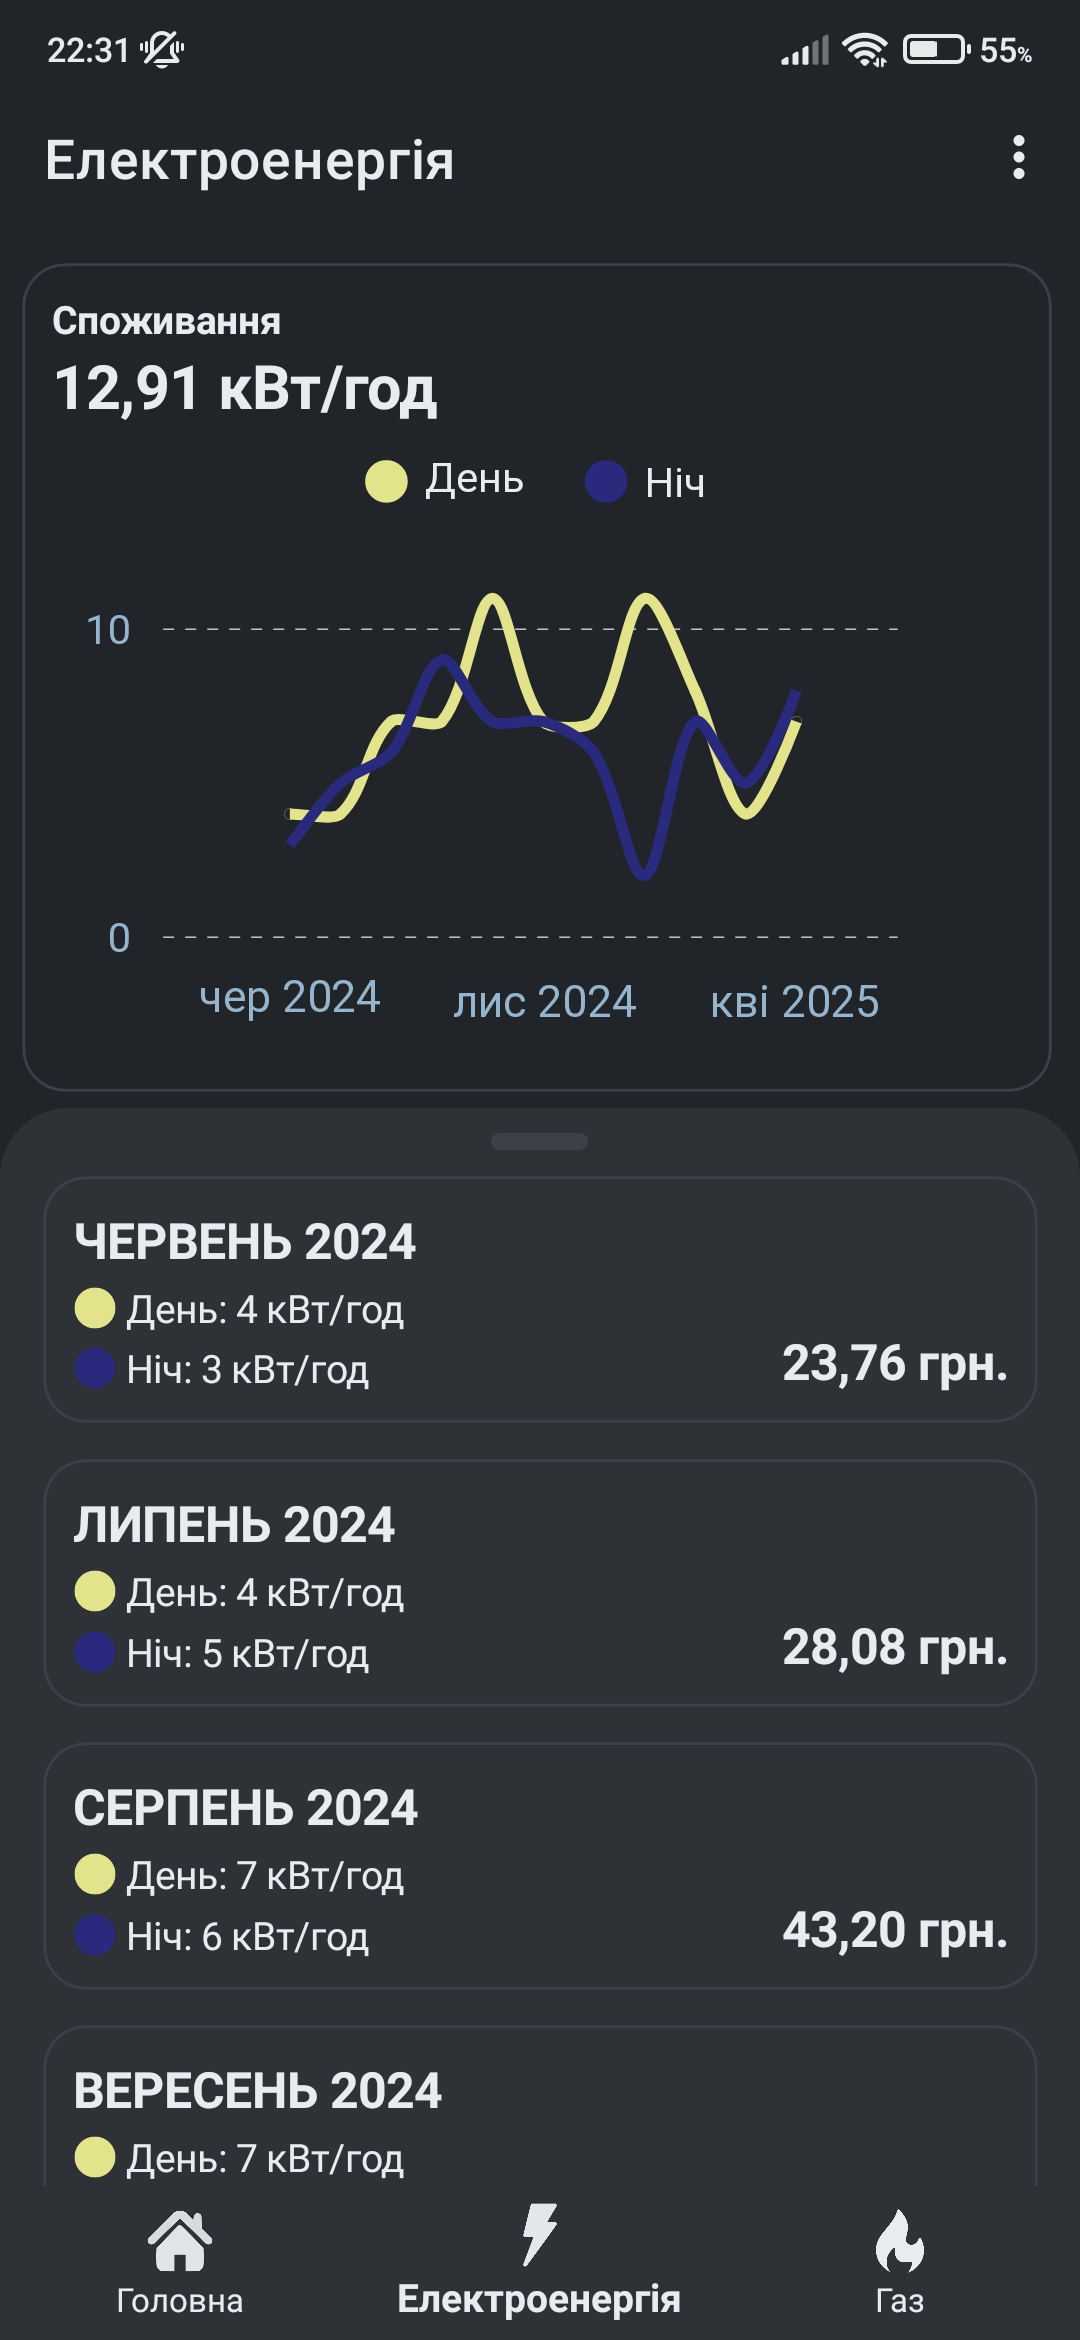 22:31
55%
Електроенергія
Споживання
12,91 кВт/год
День Ніч
10
0
чер 2024 лис 2024 кві 2025
ЧЕРВЕНЬ 2024
День: 4 кВт/год
Ніч: 3 кВт/год
23,76 грн.
ЛИПЕНЬ 2024
День: 4 кВт/год
Ніч: 5 кВт/год
28,08 грн.
СЕРПЕНЬ 2024
День: 7 кВт/год
Ніч: 6 кВт/год
43,20 грн.
ВЕРЕСЕНЬ 2024
День: 7 кВт/год
Головна Електроенергія Газ